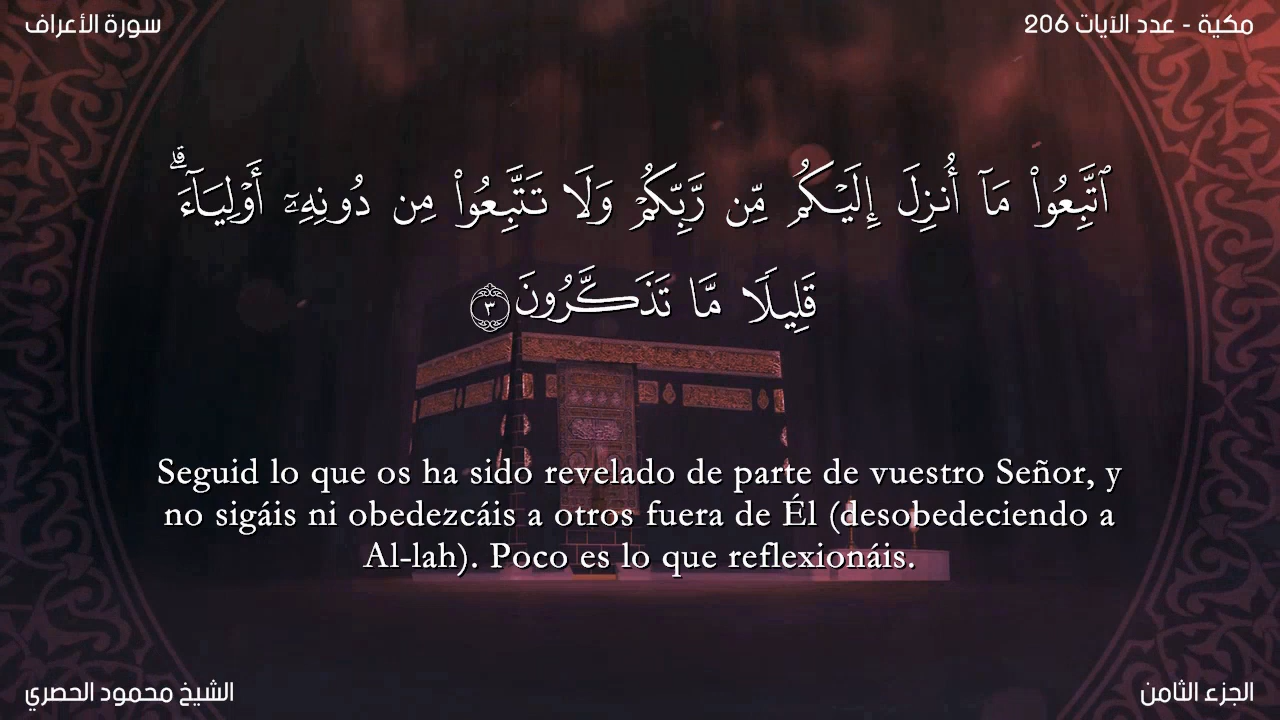 سورة الأعراف
مكية - عدد الآيات 206
ٱتَّبِعُوا۟ مَآ أُنزِلَ إِلَيْكُم مِّن رَّبِّكُمْ وَلَا تَتَّبِعُوا۟ مِن دُونِهِۦٓ أَوْلِيَآءَ ۗ
قَلِيلًا مَّا تَذَكَّرُونَ ٣
Seguid lo que os ha sido revelado de parte de vuestro Señor, y
no sigáis ni obedezcáis a otros fuera de Él (desobedeciendo a
Al-lah). Poco es lo que reflexionáis.
الشيخ محمود الحصري
الجزء الثامن